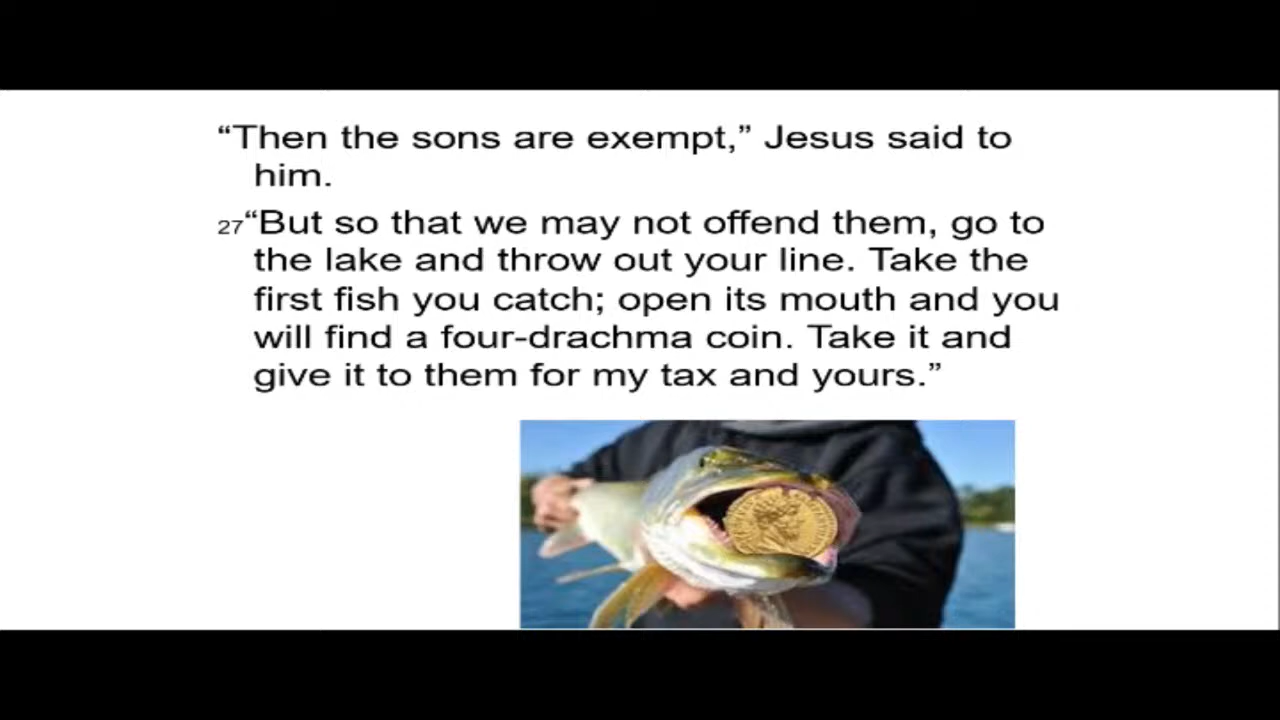 “Then the sons are exempt,” Jesus said to
him.
27“But so that we may not offend them, go to
the lake and throw out your line. Take the
first fish you catch; open its mouth and you
will find a four-drachma coin. Take it and
give it to them for my tax and yours.”